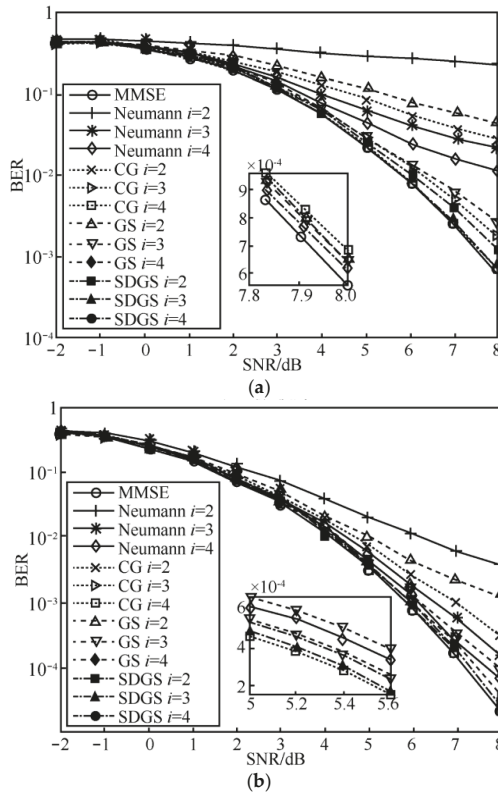 1
10⁻¹
10⁻²
10⁻³
10⁻⁴
BER
MMSE
Neumann i=2
Neumann i=3
Neumann i=4
CG i=2
CG i=3
CG i=4
GS i=2
GS i=3
GS i=4
SDGS i=2
SDGS i=3
SDGS i=4
×10⁻⁴
9
8
7
6
7.8 7.9 8.0
−2 −1 0 1 2 3 4 5 6 7 8
SNR/dB
(a)
1
10⁻¹
10⁻²
10⁻³
10⁻⁴
BER
MMSE
Neumann i=2
Neumann i=3
Neumann i=4
CG i=2
CG i=3
CG i=4
GS i=2
GS i=3
GS i=4
SDGS i=2
SDGS i=3
SDGS i=4
×10⁻⁴
6
4
2
5 5.2 5.4 5.6
−2 −1 0 1 2 3 4 5 6 7 8
SNR/dB
(b)